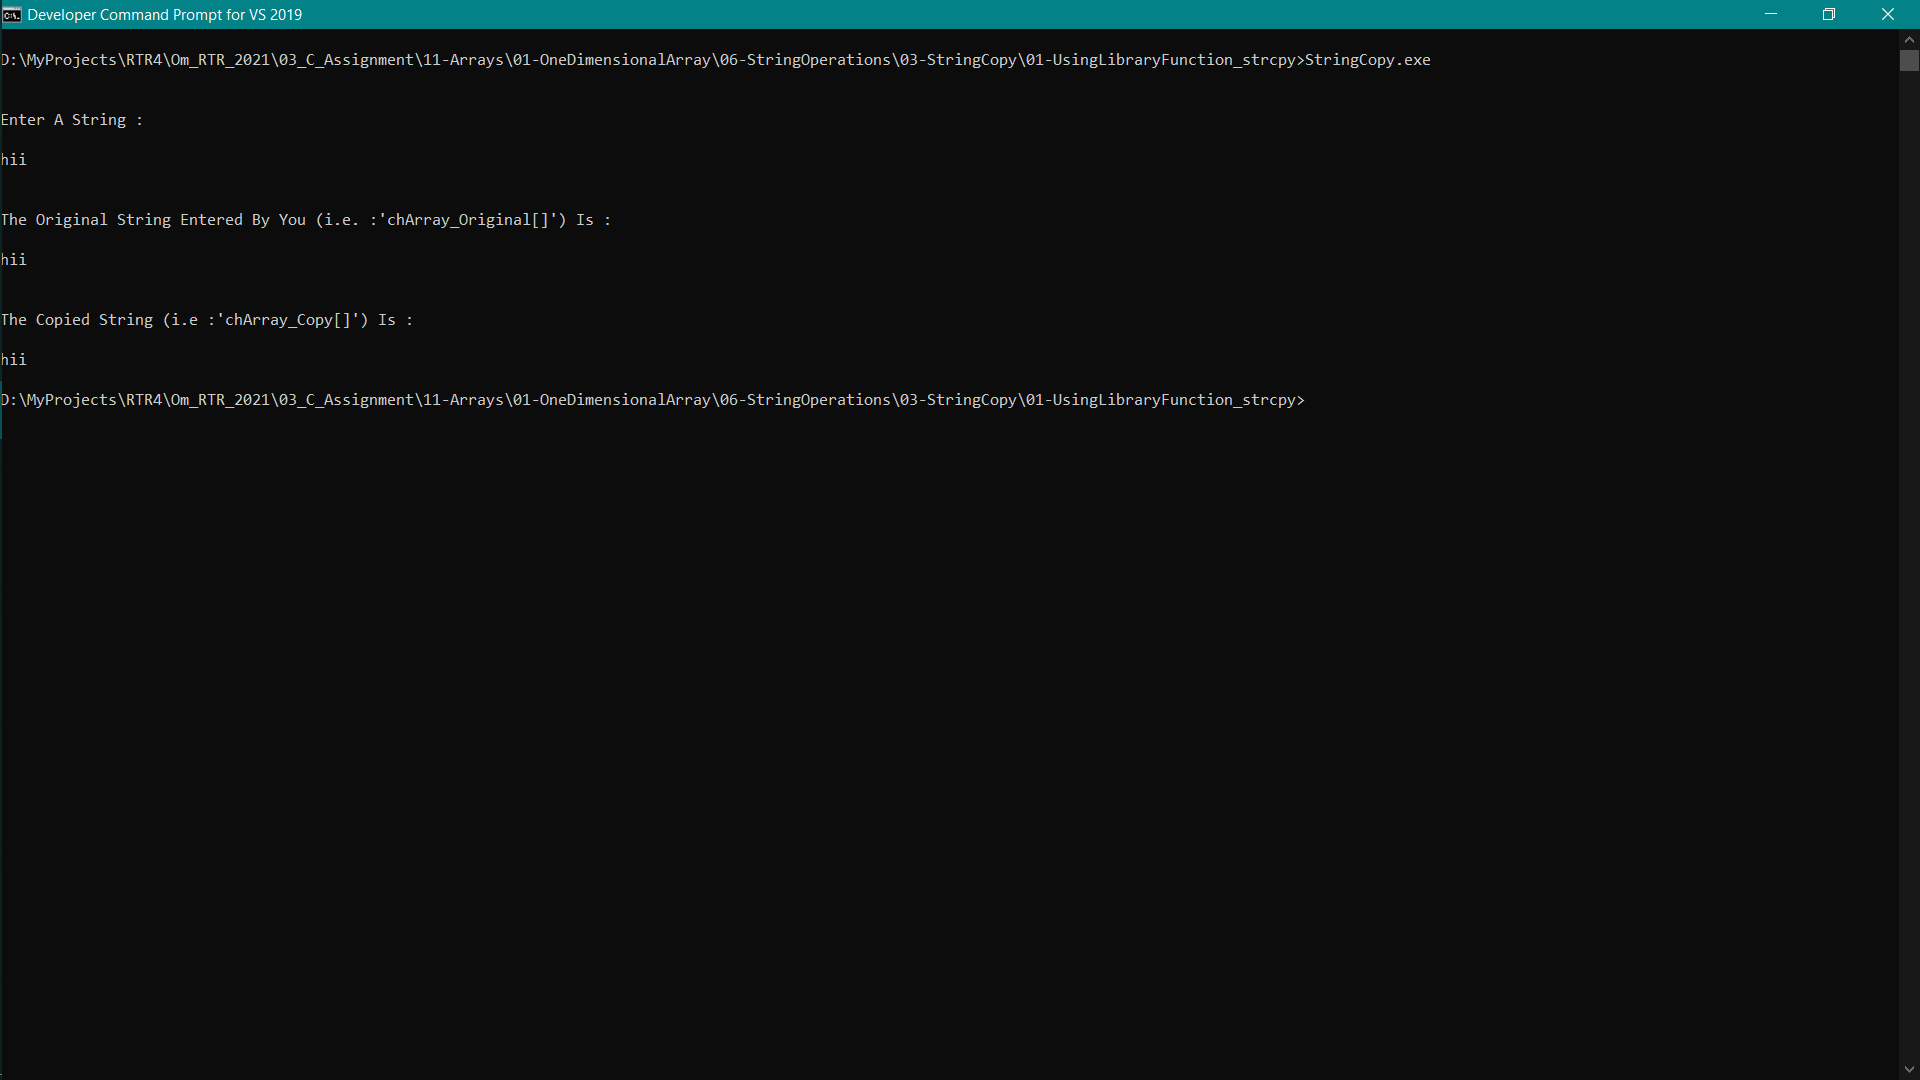 Developer Command Prompt for VS 2019
D:\MyProjects\RTR4\Om_RTR_2021\03_C_Assignment\11-Arrays\01-OneDimensionalArray\06-StringOperations\03-StringCopy\01-UsingLibraryFunction_strcpy>StringCopy.exe
Enter A String :
hii
The Original String Entered By You (i.e. :'chArray_Original[]') Is :
hii
The Copied String (i.e :'chArray_Copy[]') Is :
hii
D:\MyProjects\RTR4\Om_RTR_2021\03_C_Assignment\11-Arrays\01-OneDimensionalArray\06-StringOperations\03-StringCopy\01-UsingLibraryFunction_strcpy>